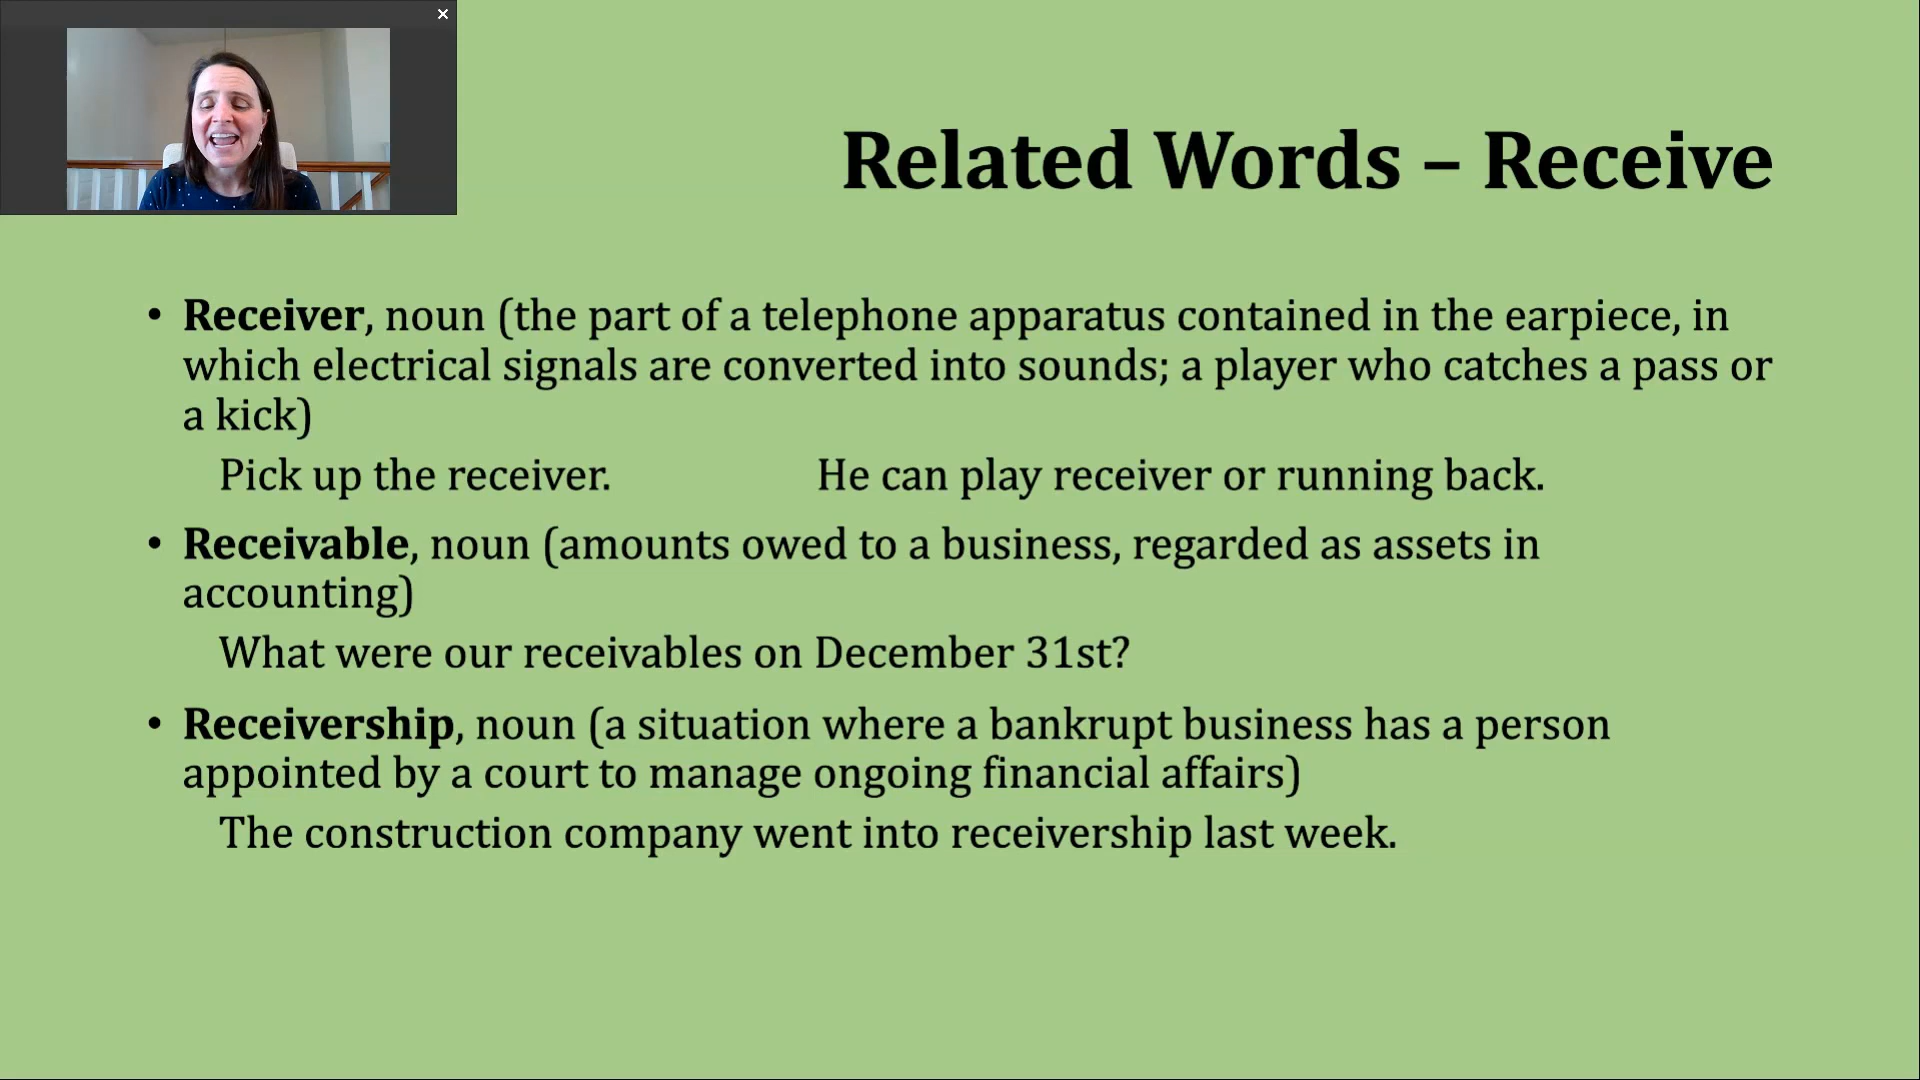 Related Words – Receive
• Receiver, noun (the part of a telephone apparatus contained in the earpiece, in
which electrical signals are converted into sounds; a player who catches a pass or
a kick)
Pick up the receiver. He can play receiver or running back.
• Receivable, noun (amounts owed to a business, regarded as assets in
accounting)
What were our receivables on December 31st?
• Receivership, noun (a situation where a bankrupt business has a person
appointed by a court to manage ongoing financial affairs)
The construction company went into receivership last week.